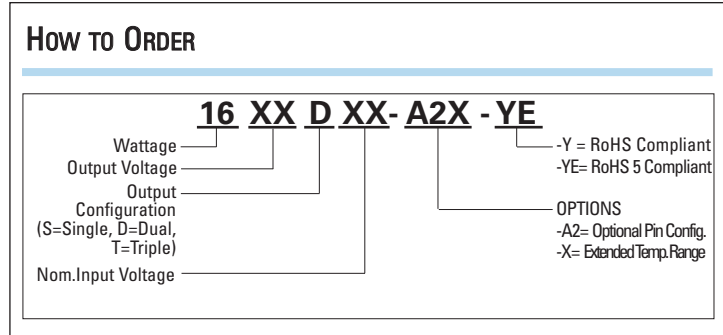 HOW TO ORDER
16 XX D XX- A2X - YE
Wattage
Output Voltage
Output
Configuration
(S=Single, D=Dual,
T=Triple)
Nom.Input Voltage
-Y = RoHS Compliant
-YE= RoHS 5 Compliant
OPTIONS
-A2= Optional Pin Config.
-X= Extended Temp. Range